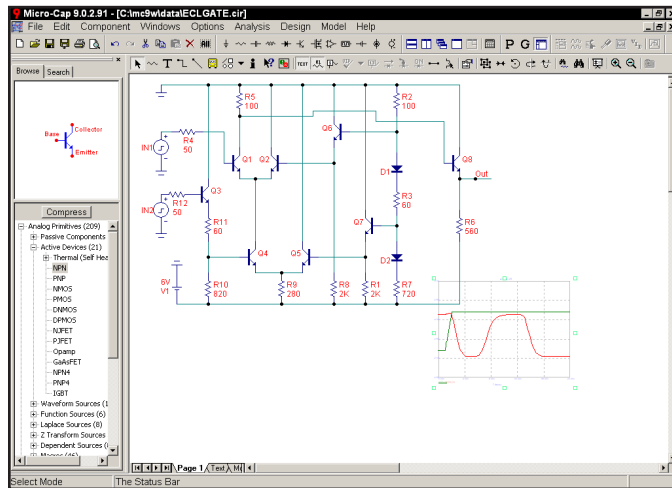 Micro-Cap 9.0.2.91 - [C:\mc9w\data\ECLGATE.cir]
File Edit Component Windows Options Analysis Design Model Help
P G
Browse Search
Collector
Base
Emitter
Compress
Analog Primitives (209)
Passive Components
Active Devices (21)
Thermal (Self Hea
NPN
PNP
NMOS
PMOS
DNMOS
DPMOS
NJFET
PJFET
Opamp
GaAsFET
NPN4
PNP4
IGBT
Waveform Sources (1
Function Sources (6)
Laplace Sources (8)
Z Transform Sources
Dependent Sources (
Macros (46)
R5
100
R2
100
Q6
IN1
R4
50
Q1
Q2
Q8
D1
Out
Q3
IN2
R12
50
R3
60
R11
60
Q7
R6
560
Q4
Q5
D2
6V
V1
R10
820
R9
280
R8
2K
R1
2K
R7
720
Page 1 Text
Select Mode
The Status Bar